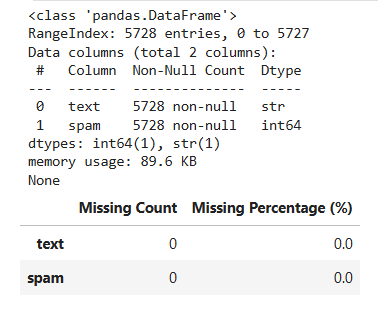 <class 'pandas.DataFrame'>
RangeIndex: 5728 entries, 0 to 5727
Data columns (total 2 columns):
 #   Column  Non-Null Count  Dtype
---  ------  --------------  -----
 0   text    5728 non-null   str
 1   spam    5728 non-null   int64
dtypes: int64(1), str(1)
memory usage: 89.6 KB
None
Missing Count  Missing Percentage (%)
text  0  0.0
spam  0  0.0